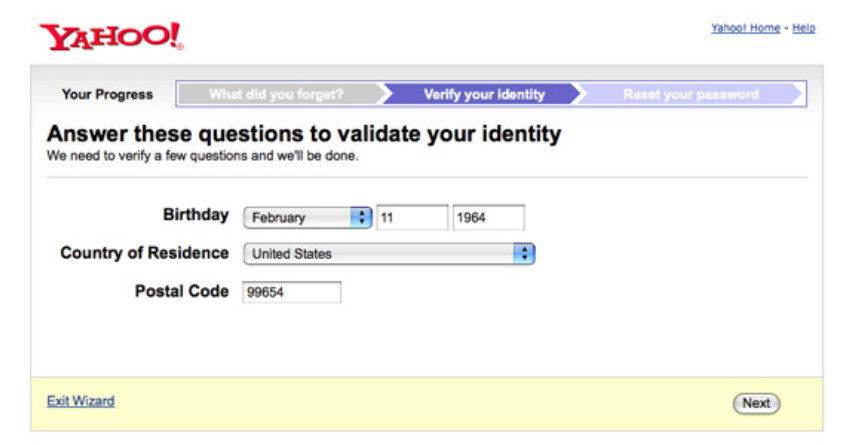 YAHOO!
Yahoo! Home - Help
Your Progress What did you forget? Verify your identity Reset your password
Answer these questions to validate your identity
We need to verify a few questions and we'll be done.
Birthday February 11 1964
Country of Residence United States
Postal Code 99654
Exit Wizard Next